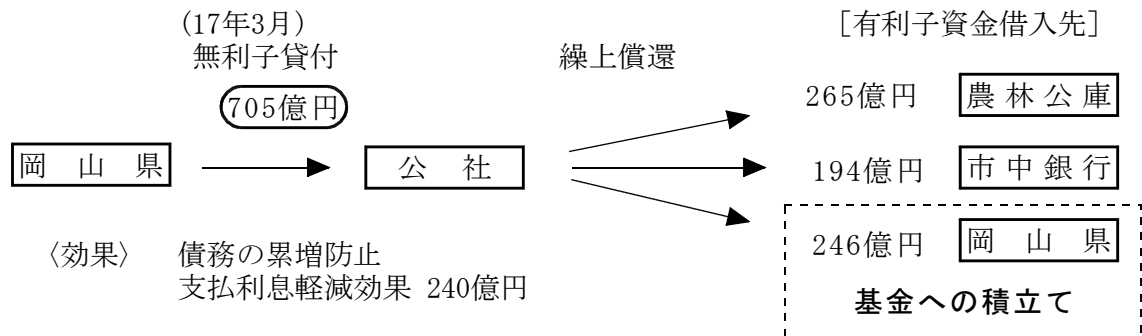 (17年3月)
無利子貸付
705億円
岡山県
公社
繰上償還
[有利子資金借入先]
265億円 農林公庫
194億円 市中銀行
246億円 岡山県
基金への積立て
〈効果〉 債務の累増防止
支払利息軽減効果 240億円